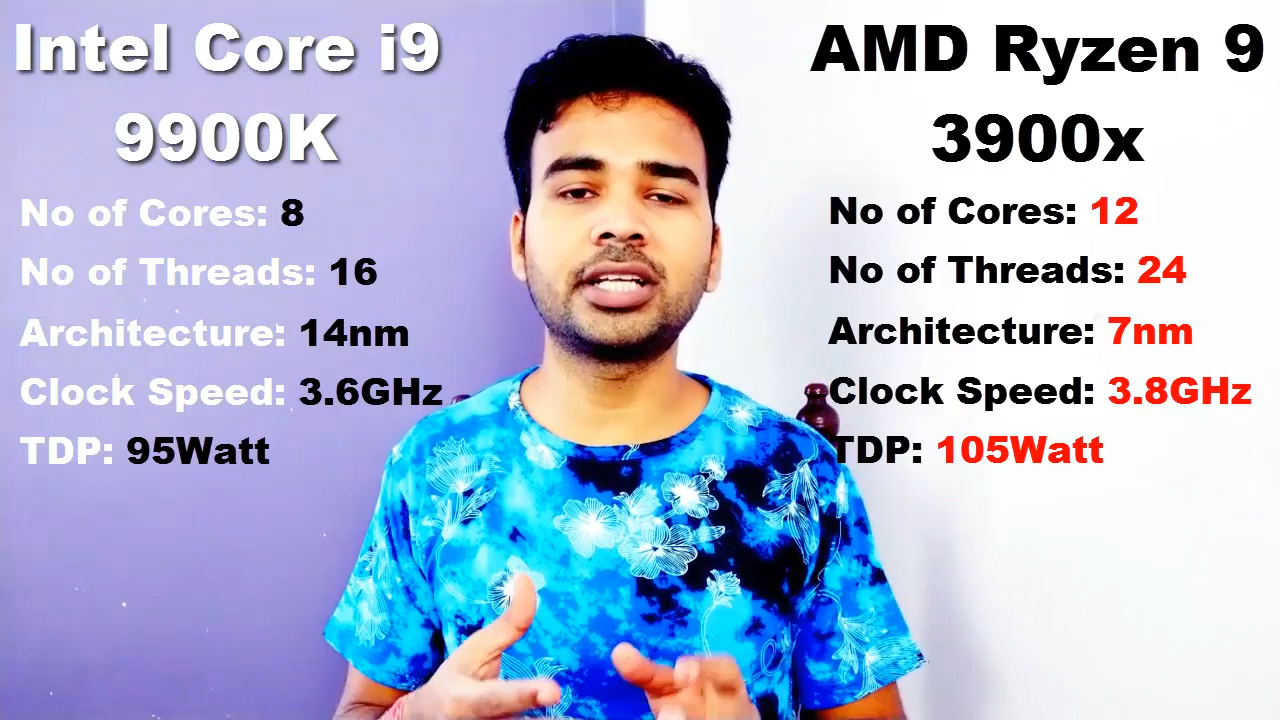 Intel Core i9
9900K
No of Cores: 8
No of Threads: 16
Architecture: 14nm
Clock Speed: 3.6GHz
TDP: 95Watt
AMD Ryzen 9
3900x
No of Cores: 12
No of Threads: 24
Architecture: 7nm
Clock Speed: 3.8GHz
TDP: 105Watt